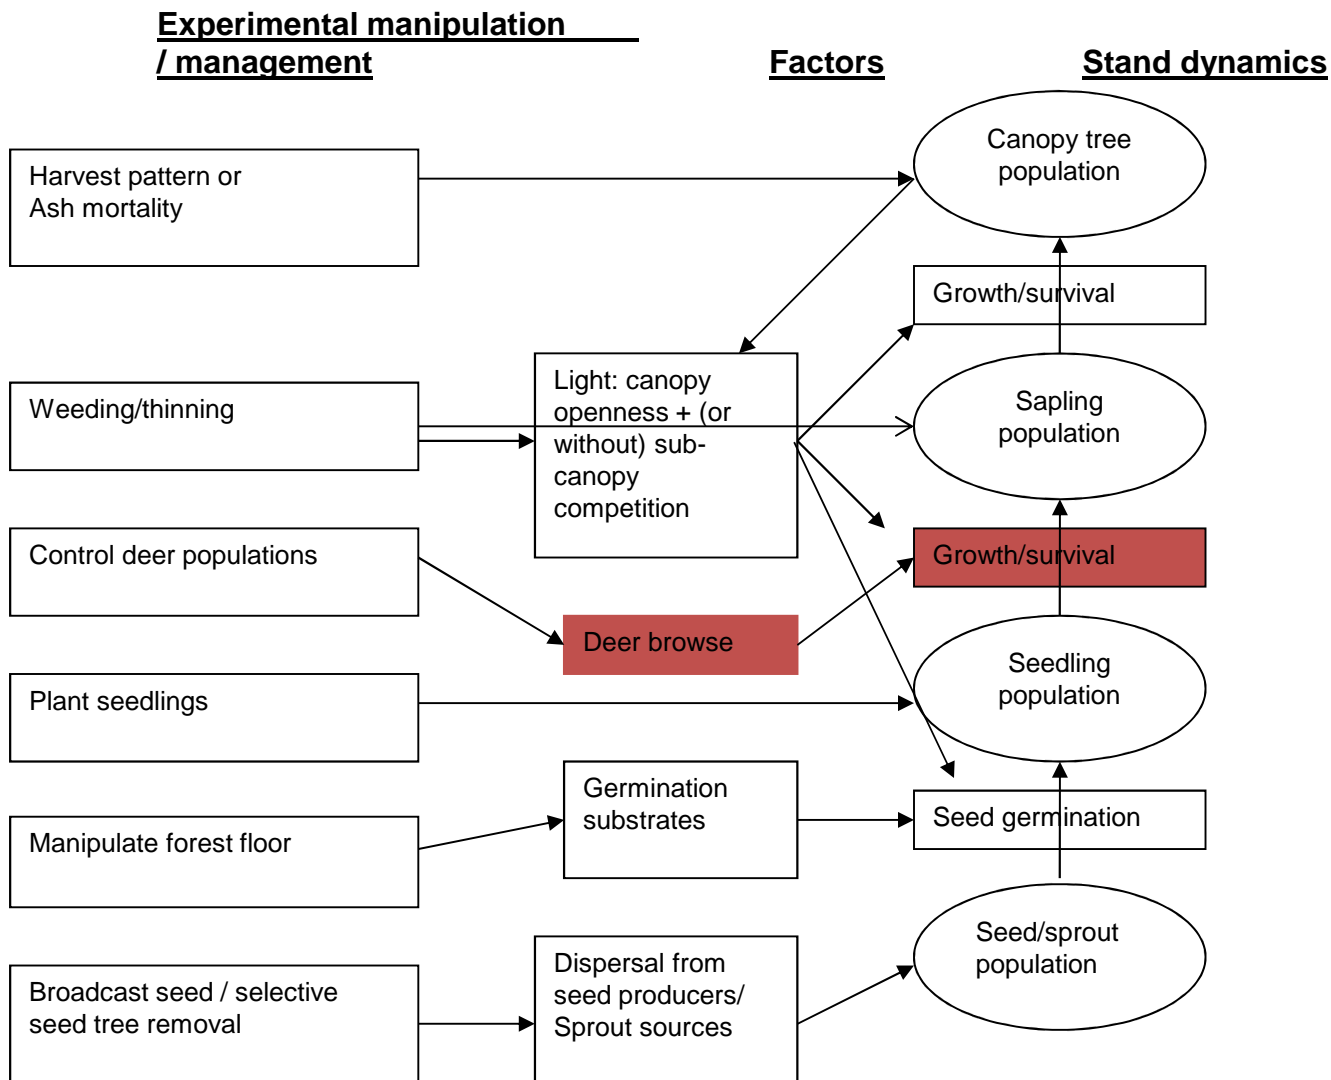 Experimental manipulation
/ management
Factors
Stand dynamics
Harvest pattern or
Ash mortality
Canopy tree
population
Growth/survival
Weeding/thinning
Light: canopy
openness + (or
without) sub-
canopy
competition
Sapling
population
Control deer populations
Growth/survival
Deer browse
Plant seedlings
Seedling
population
Germination
substrates
Manipulate forest floor
Seed germination
Seed/sprout
population
Broadcast seed / selective
seed tree removal
Dispersal from
seed producers/
Sprout sources